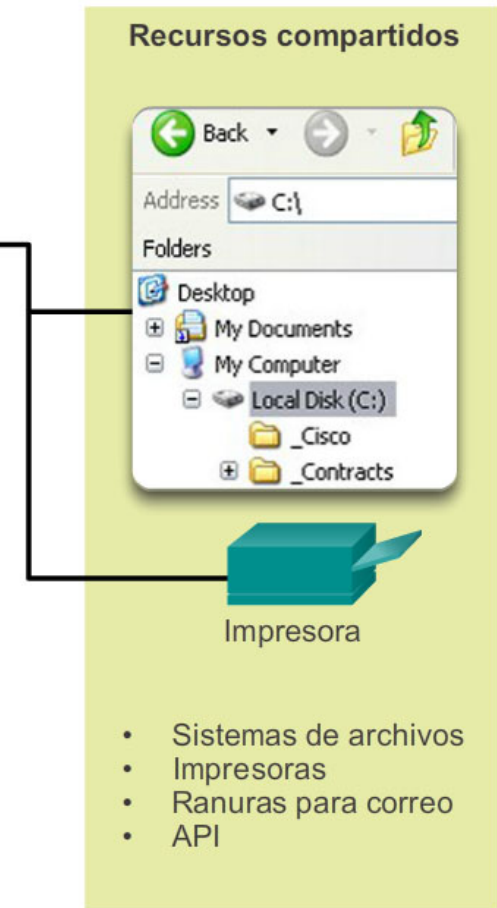 Recursos compartidos
Back
Address C:\
Folders
Desktop
My Documents
My Computer
Local Disk (C:)
_Cisco
_Contracts
Impresora
• Sistemas de archivos
• Impresoras
• Ranuras para correo
• API